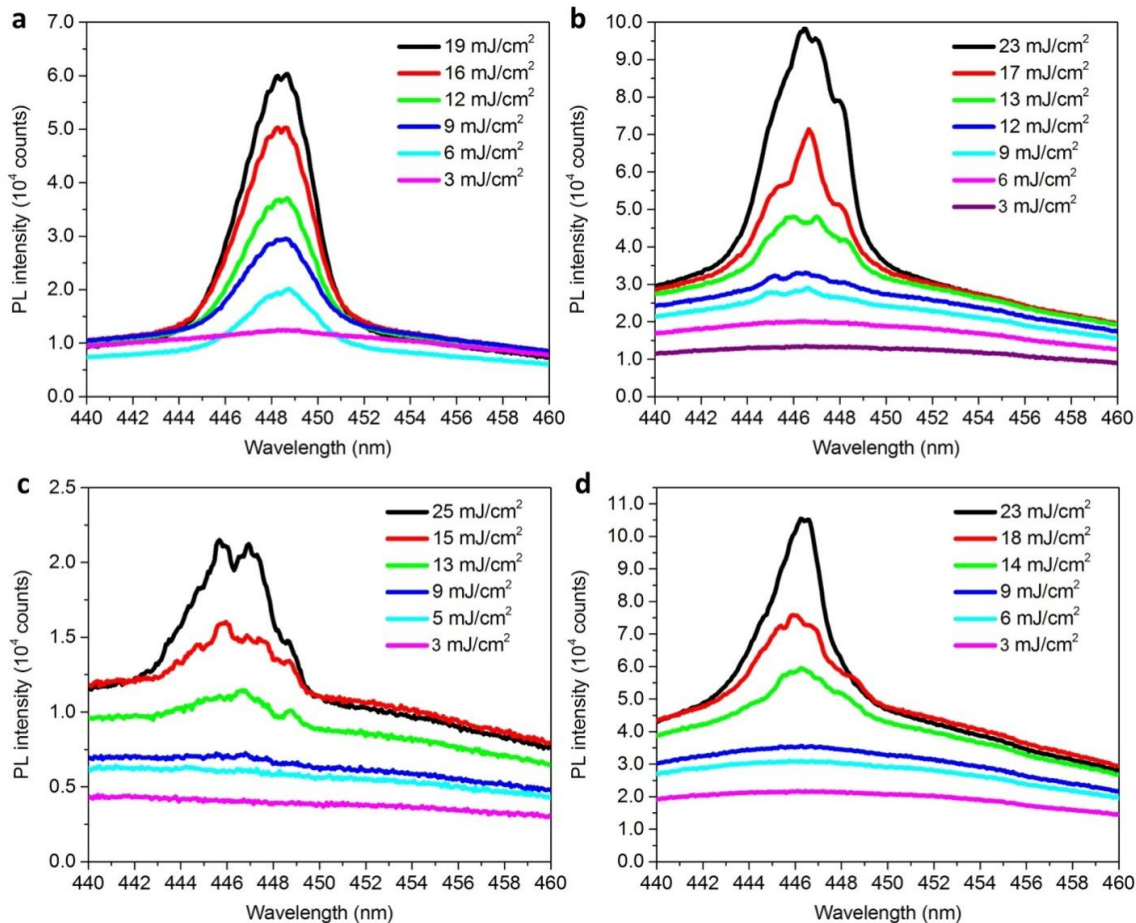 a
7.0
6.0
5.0
4.0
3.0
2.0
1.0
0.0
PL intensity (10⁴ counts)
19 mJ/cm²
16 mJ/cm²
12 mJ/cm²
9 mJ/cm²
6 mJ/cm²
3 mJ/cm²
440 442 444 446 448 450 452 454 456 458 460
Wavelength (nm)
b
10.0
9.0
8.0
7.0
6.0
5.0
4.0
3.0
2.0
1.0
0.0
PL intensity (10⁴ counts)
23 mJ/cm²
17 mJ/cm²
13 mJ/cm²
12 mJ/cm²
9 mJ/cm²
6 mJ/cm²
3 mJ/cm²
440 442 444 446 448 450 452 454 456 458 460
Wavelength (nm)
c
2.5
2.0
1.5
1.0
0.5
0.0
PL intensity (10⁴ counts)
25 mJ/cm²
15 mJ/cm²
13 mJ/cm²
9 mJ/cm²
5 mJ/cm²
3 mJ/cm²
440 442 444 446 448 450 452 454 456 458 460
Wavelength (nm)
d
11.0
10.0
9.0
8.0
7.0
6.0
5.0
4.0
3.0
2.0
1.0
0.0
PL intensity (10⁴ counts)
23 mJ/cm²
18 mJ/cm²
14 mJ/cm²
9 mJ/cm²
6 mJ/cm²
3 mJ/cm²
440 442 444 446 448 450 452 454 456 458 460
Wavelength (nm)